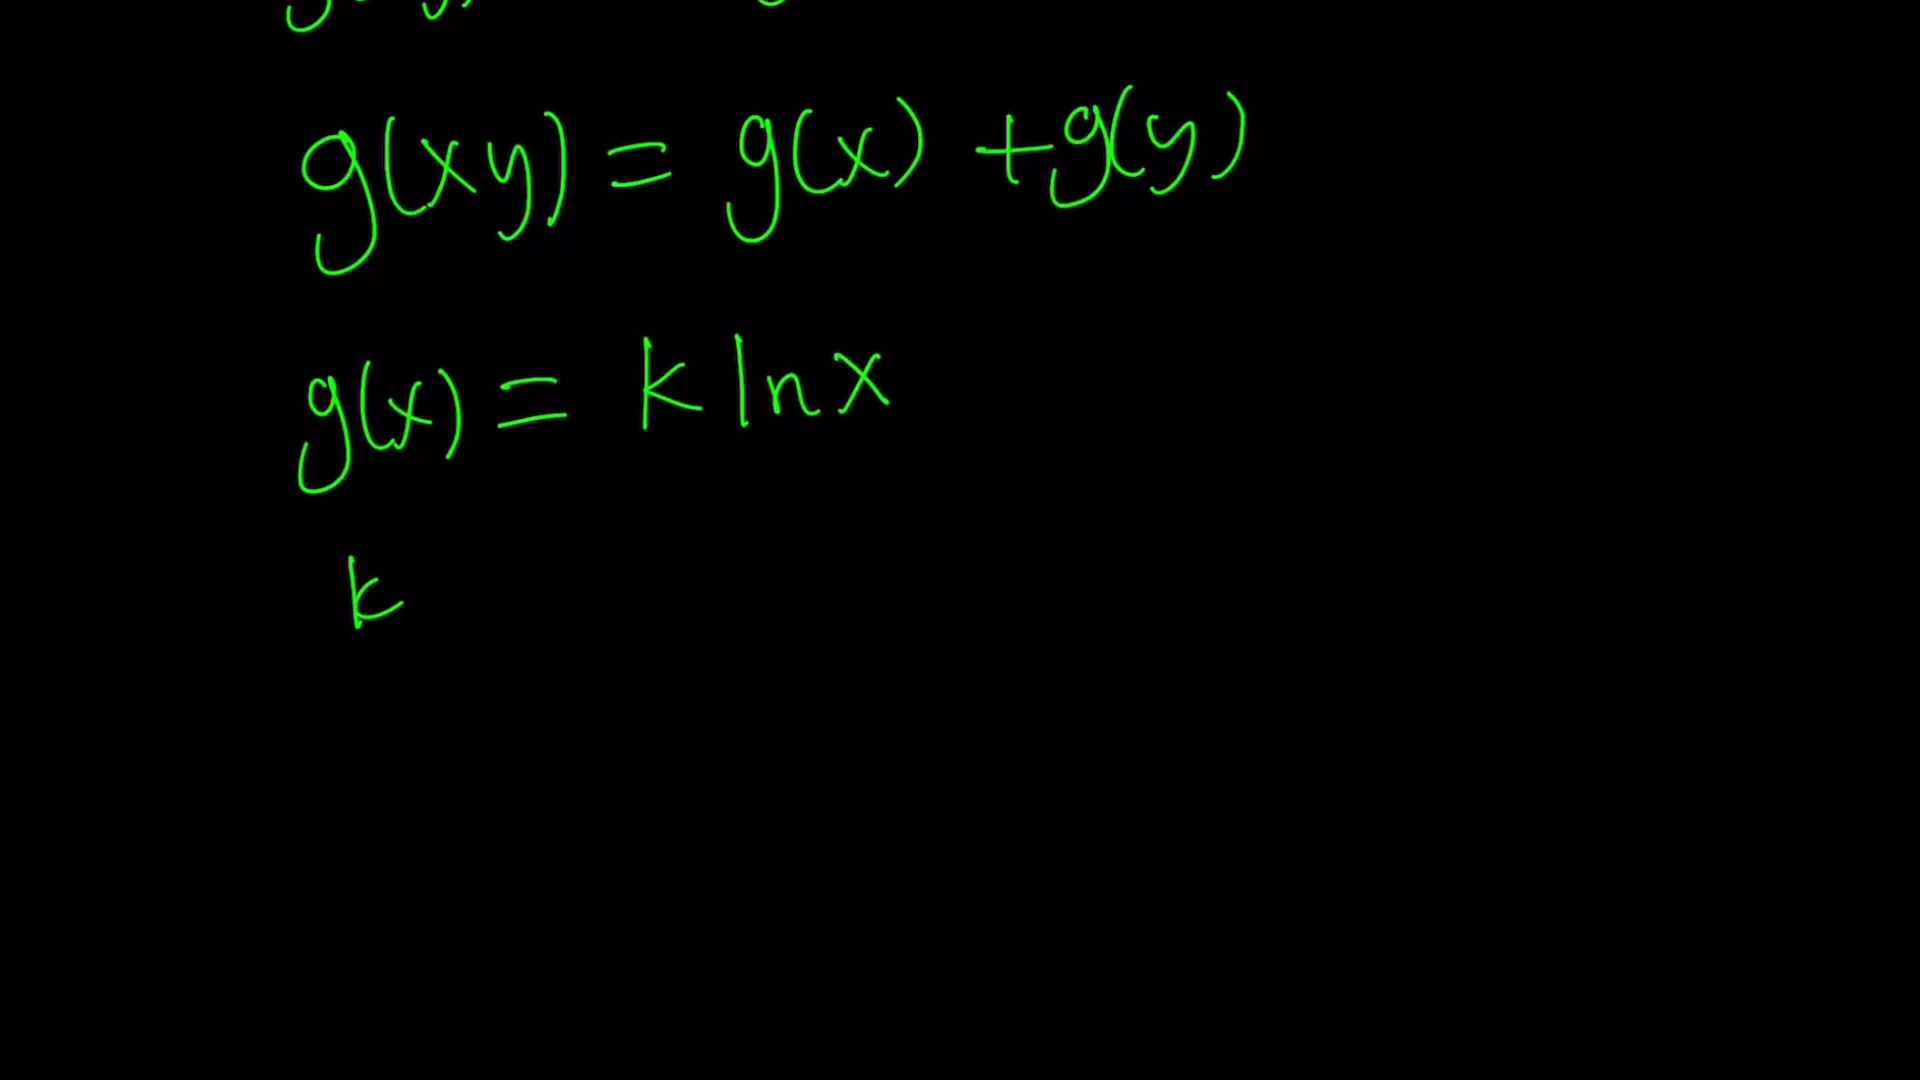 g(xy) = g(x) + g(y)
g(x) = k ln x
k